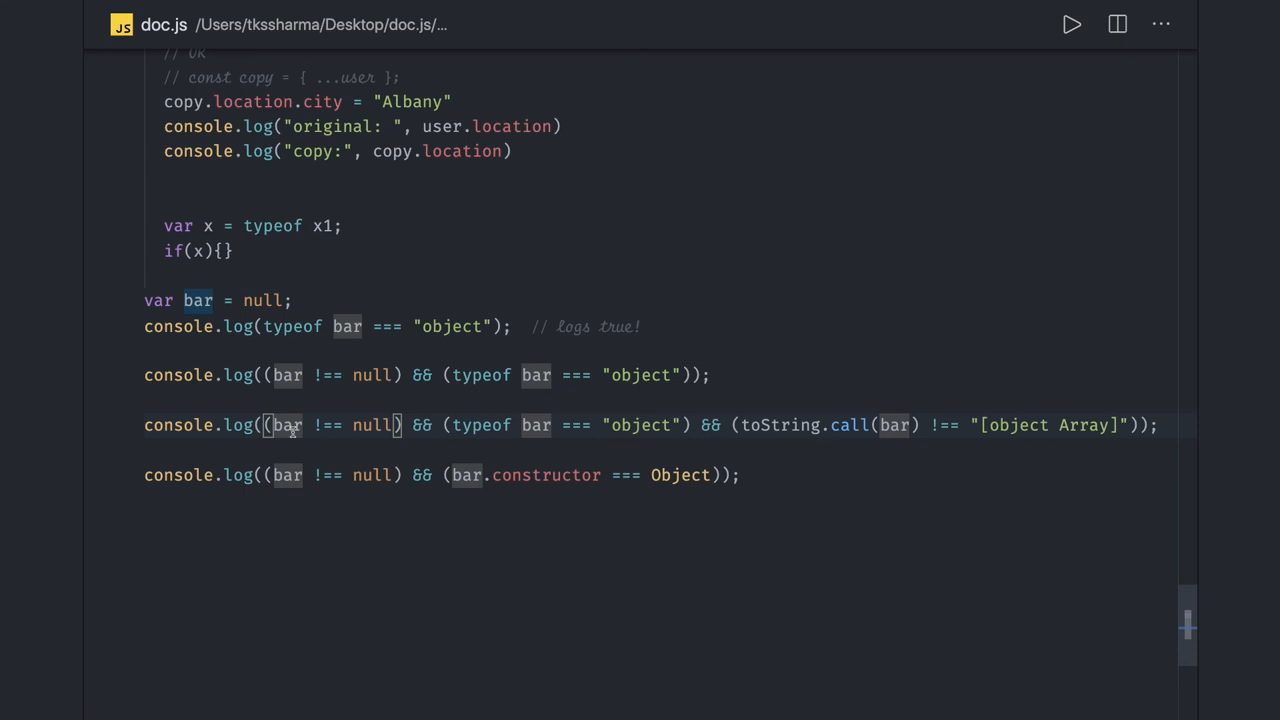 JS doc.js /Users/tkssharma/Desktop/doc.js/...
// OK
// const copy = { ...user };
copy.location.city = "Albany"
console.log("original: ", user.location)
console.log("copy:", copy.location)
var x = typeof x1;
if(x){}
var bar = null;
console.log(typeof bar === "object"); // logs true!
console.log((bar !== null) && (typeof bar === "object"));
console.log((bar !== null) && (typeof bar === "object") && (toString.call(bar) !== "[object Array]"));
console.log((bar !== null) && (bar.constructor === Object));